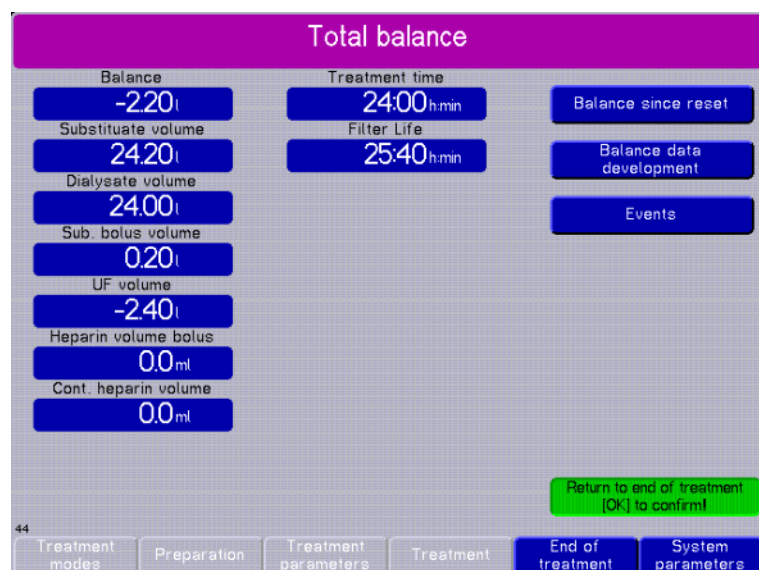 Total balance
Balance
-2.20 l
Substituate volume
24.20 l
Dialysate volume
24.00 l
Sub. bolus volume
0.20 l
UF volume
-2.40 l
Heparin volume bolus
0.0 ml
Cont. heparin volume
0.0 ml
Treatment time
24:00 h:min
Filter Life
25:40 h:min
Balance since reset
Balance data
development
Events
Return to end of treatment
[OK] to confirm!
44
Treatment
modes
Preparation
Treatment
parameters
Treatment
End of
treatment
System
parameters